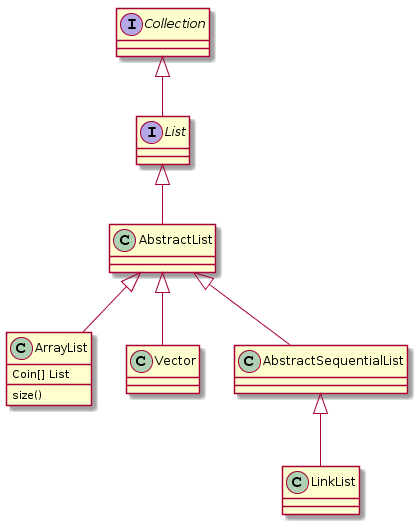 I Collection
I List
C AbstractList
C ArrayList
Coin[] List
size()
C Vector
C AbstractSequentialList
C LinkList